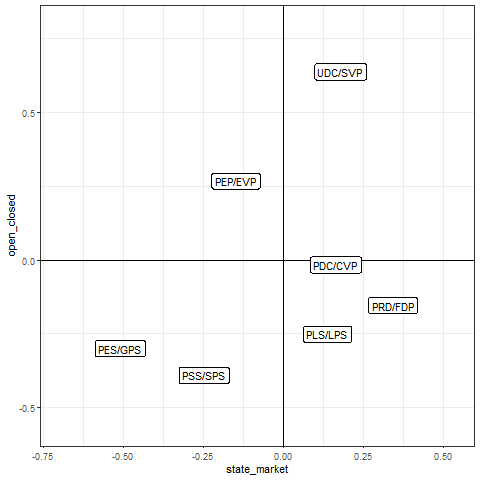 UDC/SVP
0.5
PEP/EVP
open_closed
0.0
PDC/CVP
PRD/FDP
PLS/LPS
PES/GPS
PSS/SPS
-0.5
-0.75 -0.50 -0.25 0.00 0.25 0.50
state_market